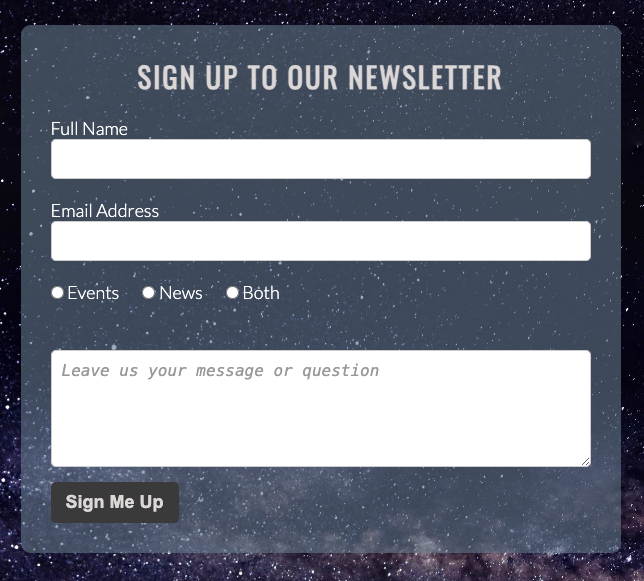 SIGN UP TO OUR NEWSLETTER
Full Name
Email Address
Events News Both
Leave us your message or question
Sign Me Up